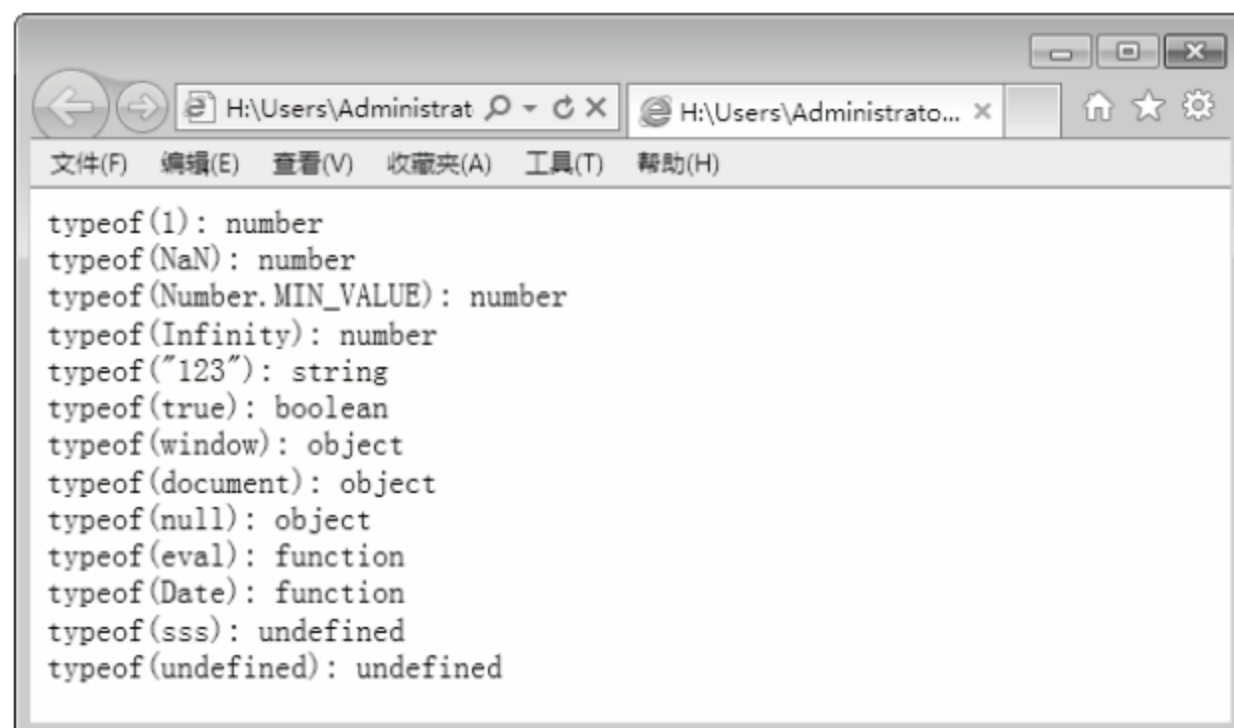 H:\Users\Administrat
H:\Users\Administrato...
文件(F) 编辑(E) 查看(V) 收藏夹(A) 工具(T) 帮助(H)
typeof(1): number
typeof(NaN): number
typeof(Number.MIN_VALUE): number
typeof(Infinity): number
typeof("123"): string
typeof(true): boolean
typeof(window): object
typeof(document): object
typeof(null): object
typeof(eval): function
typeof(Date): function
typeof(sss): undefined
typeof(undefined): undefined